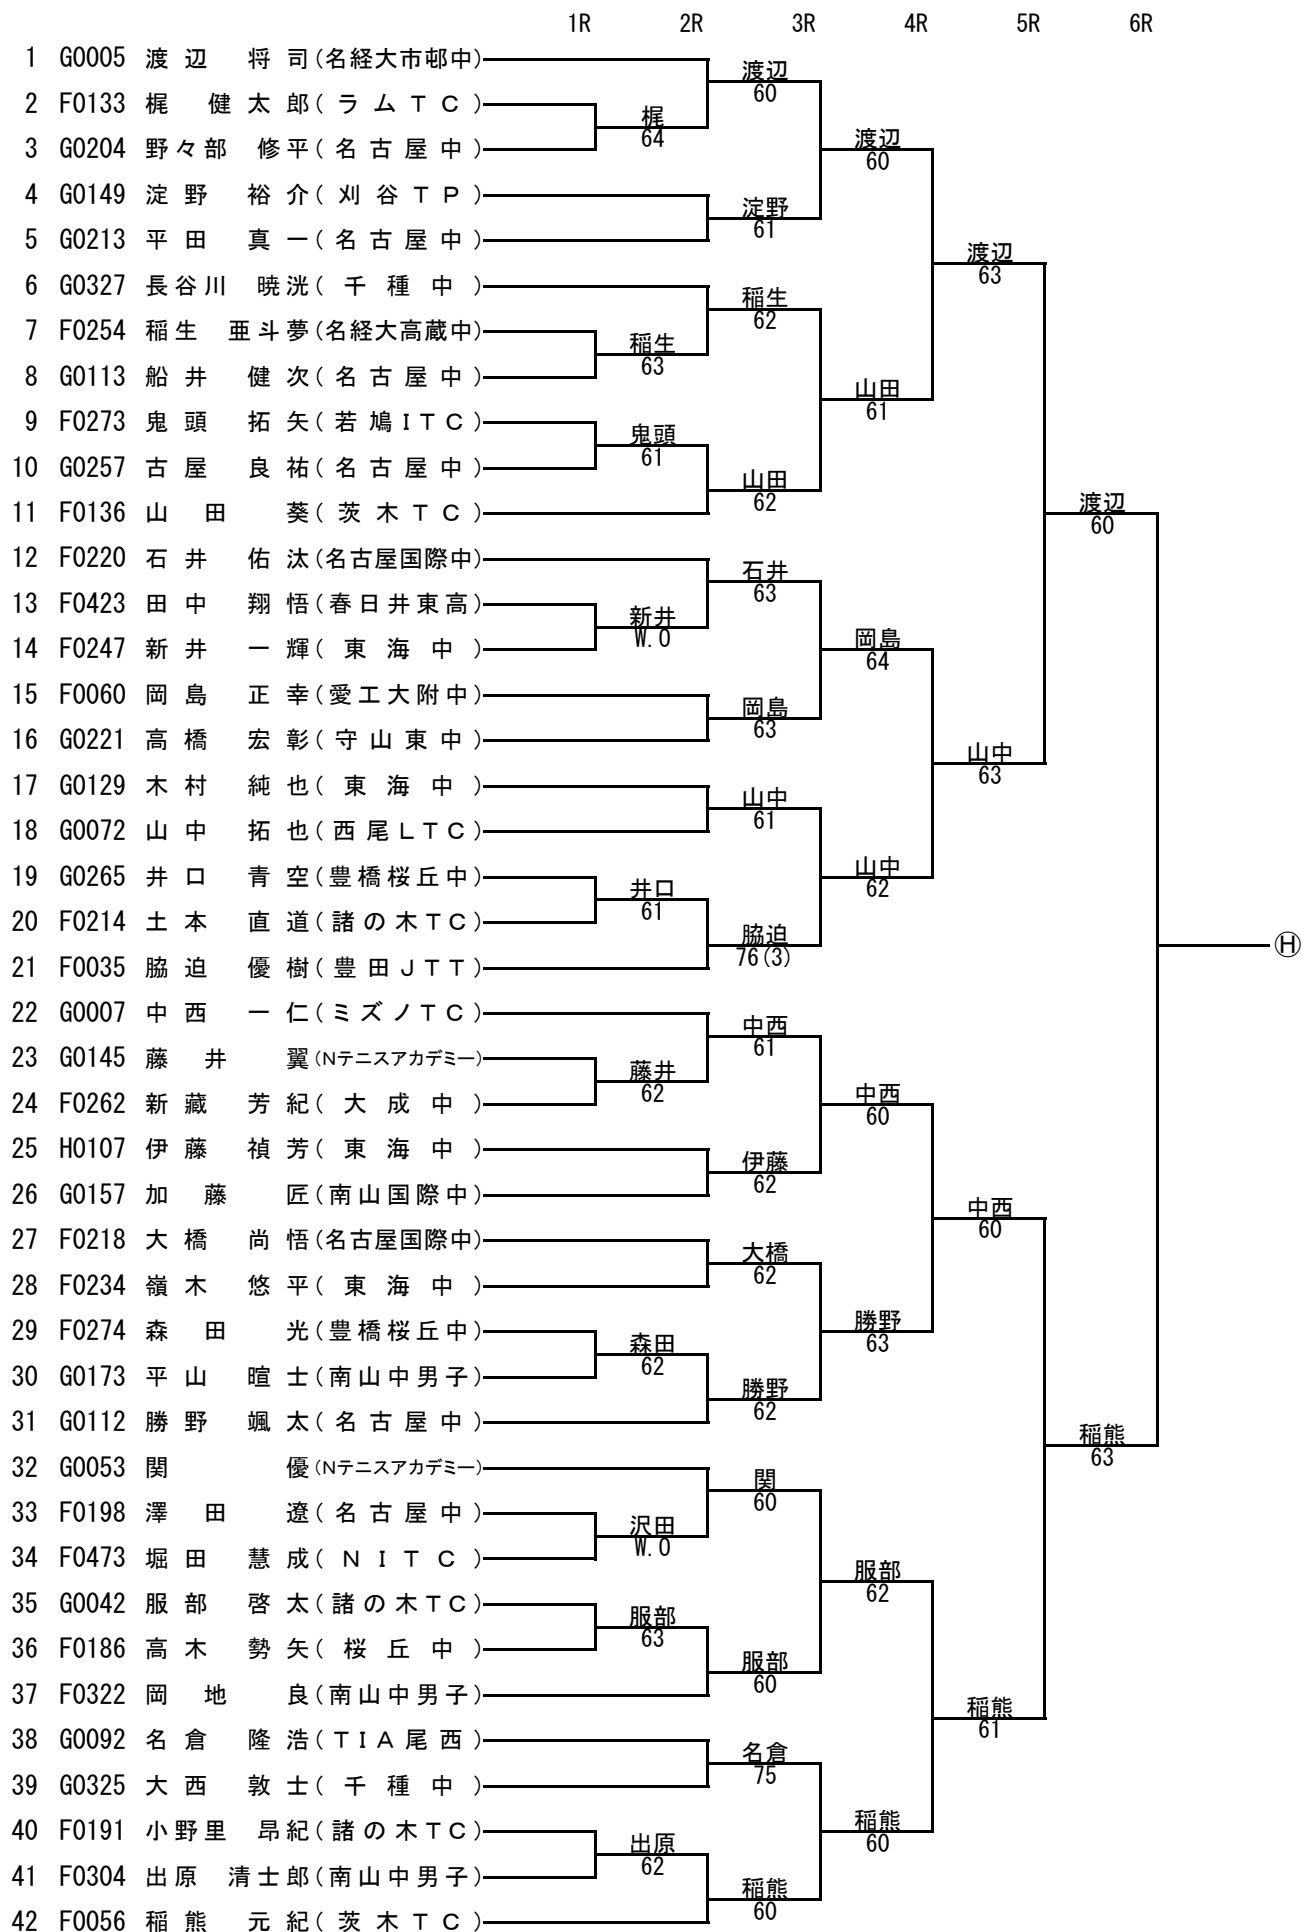 1R 2R 3R 4R 5R 6R
1 G0005 渡辺 将司(名経大市邨中)
渡辺
60
2 F0133 梶 健太郎(ラムTC)
梶
64
渡辺
60
3 G0204 野々部 修平(名古屋中)
4 G0149 淀野 裕介(刈谷TP)
淀野
61
5 G0213 平田 真一(名古屋中)
渡辺
63
6 G0327 長谷川 暁洸(千種中)
稲生
62
7 F0254 稲生 亜斗夢(名経大高蔵中)
稲生
63
8 G0113 船井 健次(名古屋中)
山田
61
9 F0273 鬼頭 拓矢(若鳩ITC)
鬼頭
61
10 G0257 古屋 良祐(名古屋中)
山田
62
11 F0136 山田 葵(茨木TC)
渡辺
60
12 F0220 石井 佑汰(名古屋国際中)
石井
63
13 F0423 田中 翔悟(春日井東高)
新井
W.O
14 F0247 新井 一輝(東海中)
岡島
64
15 F0060 岡島 正幸(愛工大附中)
岡島
63
16 G0221 高橋 宏彰(守山東中)
山中
63
17 G0129 木村 純也(東海中)
山中
61
18 G0072 山中 拓也(西尾LTC)
山中
62
19 G0265 井口 青空(豊橋桜丘中)
井口
61
20 F0214 土本 直道(諸の木TC)
脇迫
76(3)
Ⓗ
21 F0035 脇迫 優樹(豊田JTT)
22 G0007 中西 一仁(ミズノTC)
中西
61
23 G0145 藤井 翼(Nテニスアカデミー)
藤井
62
24 F0262 新藏 芳紀(大成中)
中西
60
25 H0107 伊藤 禎芳(東海中)
伊藤
62
26 G0157 加藤 匠(南山国際中)
中西
60
27 F0218 大橋 尚悟(名古屋国際中)
大橋
62
28 F0234 嶺木 悠平(東海中)
勝野
63
29 F0274 森田 光(豊橋桜丘中)
森田
62
30 G0173 平山 暄士(南山中男子)
勝野
62
31 G0112 勝野 颯太(名古屋中)
稲熊
63
32 G0053 関 優(Nテニスアカデミー)
関
60
33 F0198 澤田 遼(名古屋中)
沢田
W.O
34 F0473 堀田 慧成(NITC)
服部
62
35 G0042 服部 啓太(諸の木TC)
服部
63
36 F0186 高木 勢矢(桜丘中)
服部
60
37 F0322 岡地 良(南山中男子)
稲熊
61
38 G0092 名倉 隆浩(TIA尾西)
名倉
75
39 G0325 大西 敦士(千種中)
稲熊
60
40 F0191 小野里 昂紀(諸の木TC)
出原
62
41 F0304 出原 清士郎(南山中男子)
稲熊
60
42 F0056 稲熊 元紀(茨木TC)